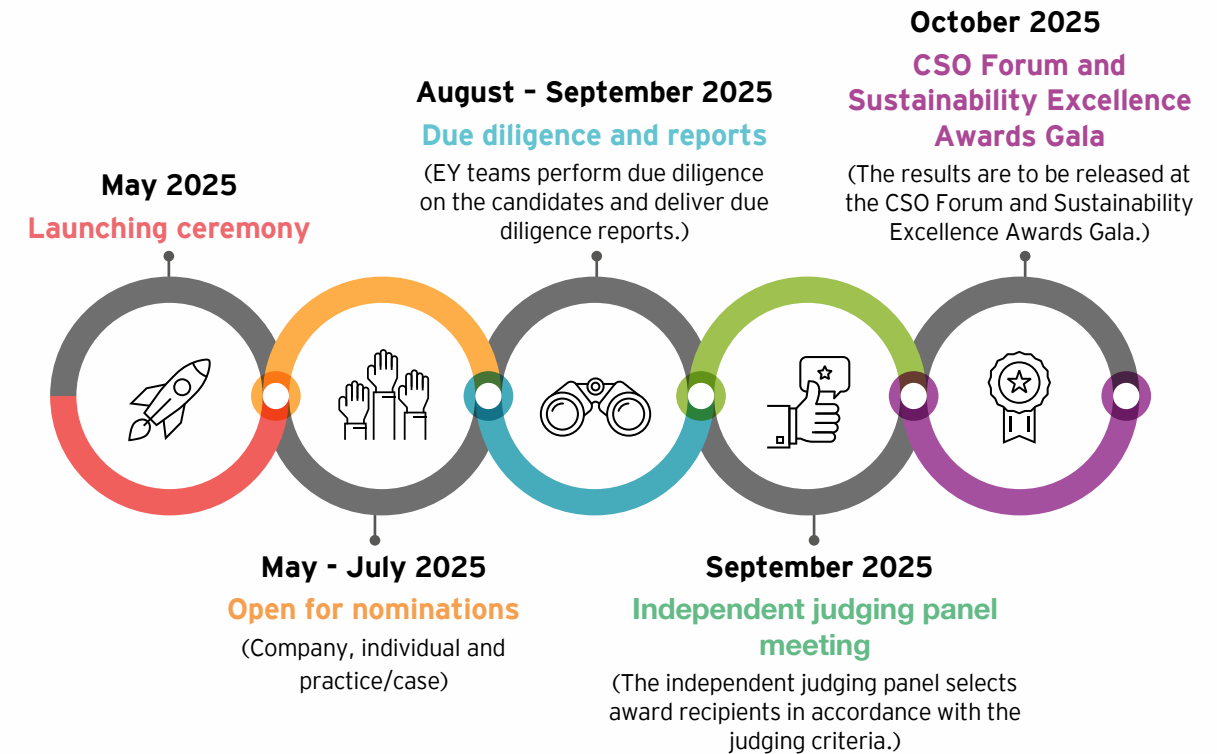 May 2025
Launching ceremony
May - July 2025
Open for nominations
(Company, individual and
practice/case)
August – September 2025
Due diligence and reports
(EY teams perform due diligence
on the candidates and deliver due
diligence reports.)
September 2025
Independent judging panel
meeting
(The independent judging panel selects
award recipients in accordance with the
judging criteria.)
October 2025
CSO Forum and
Sustainability Excellence
Awards Gala
(The results are to be released at
the CSO Forum and Sustainability
Excellence Awards Gala.)